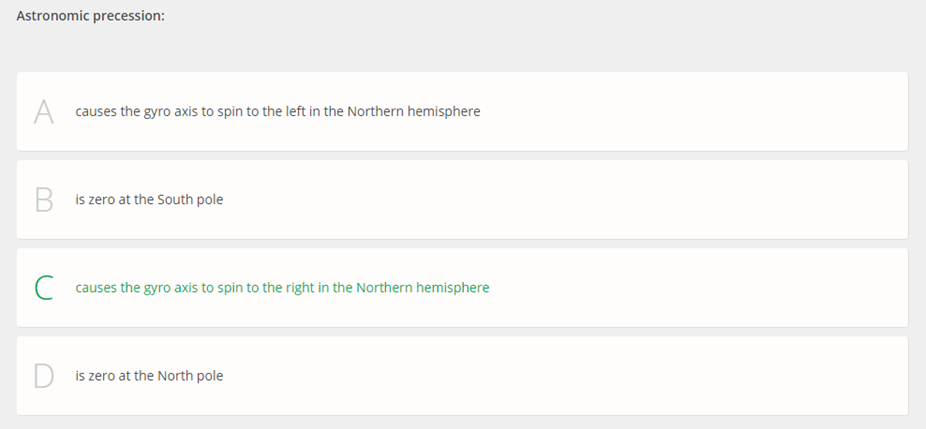 Astronomic precession:
A causes the gyro axis to spin to the left in the Northern hemisphere
B is zero at the South pole
C causes the gyro axis to spin to the right in the Northern hemisphere
D is zero at the North pole